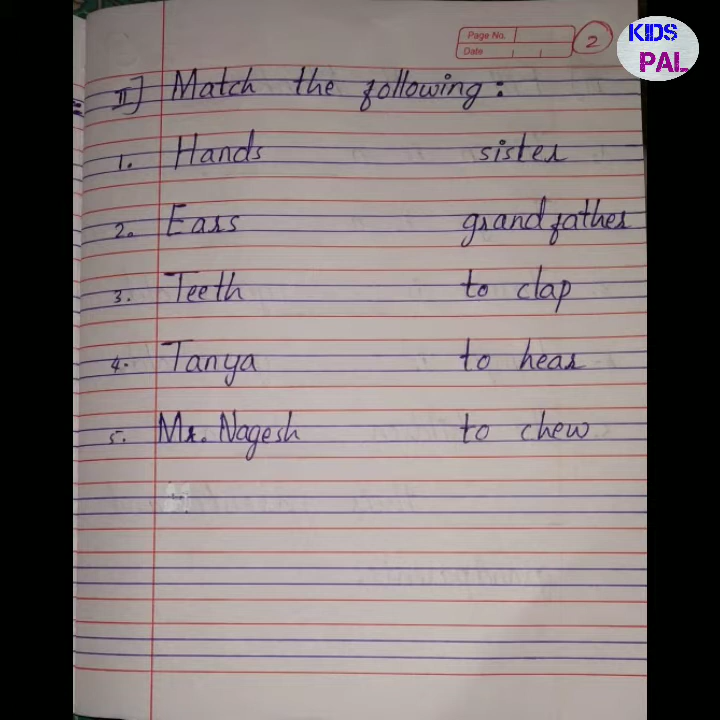 Page No.
Date
2
KIDS
PAL
II] Match the following :
1. Hands sister
2. Ears grandfather
3. Teeth to clap
4. Tanya to hear
5. Mr. Nagesh to chew